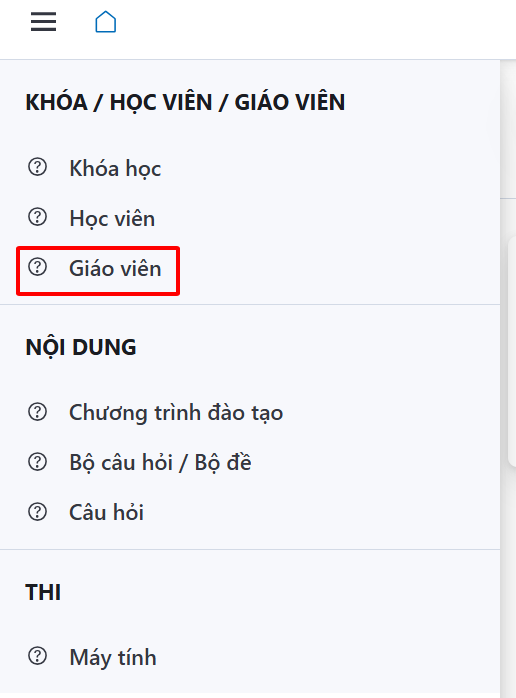 KHÓA / HỌC VIÊN / GIÁO VIÊN
Khóa học
Học viên
Giáo viên
NỘI DUNG
Chương trình đào tạo
Bộ câu hỏi / Bộ đề
Câu hỏi
THI
Máy tính